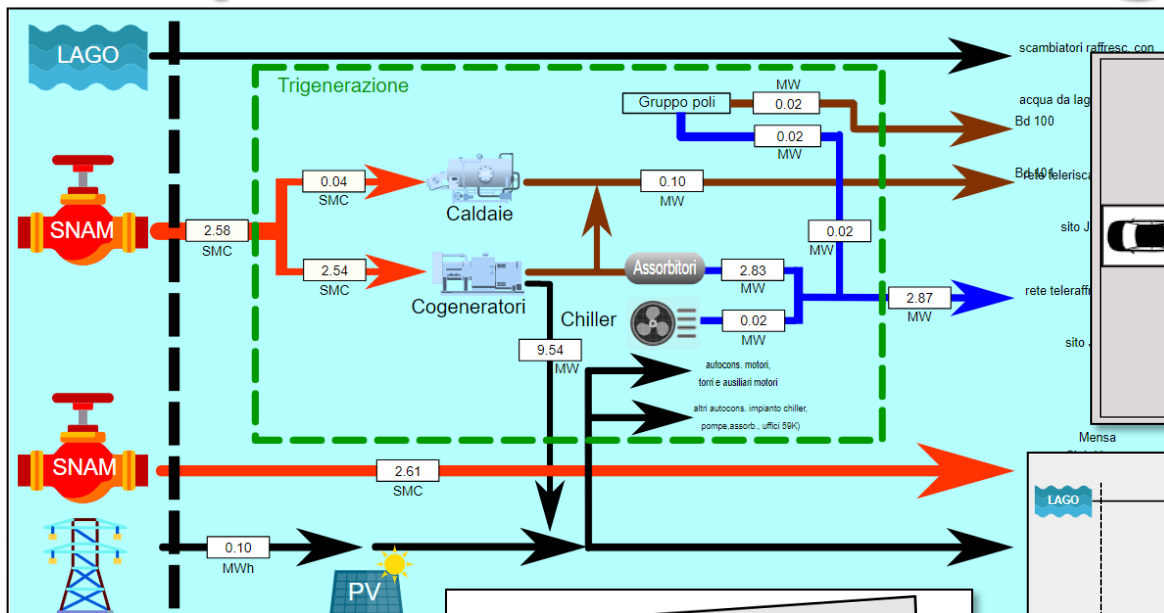 LAGO
scambiatori raffresc. con
Trigenerazione
MW
Gruppo poli
0.02
acqua da lag
Bd 100
0.02
MW
0.04
SMC
Caldaie
0.10
MW
SNAM
2.58
SMC
0.02
MW
sito J
2.54
SMC
Cogeneratori
Assorbitori
2.83
MW
rete teleraffr
2.87
MW
Chiller
0.02
MW
sito J
9.54
MW
autocons. motori,
torri e ausiliari motori
altri autocons. impianto chiller,
pompe,assorb., uffici 59K)
Mensa
SNAM
2.61
SMC
LAGO
0.10
MWh
PV